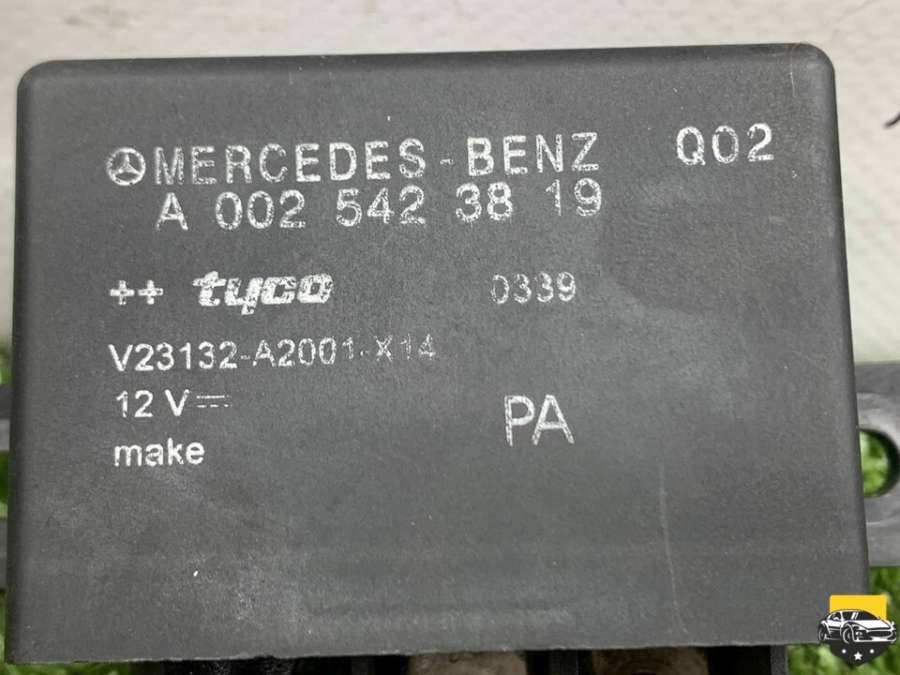 MERCEDES-BENZ Q02
A 002 542 38 19
++ tyco 0339
V23132-A2001-X14
12 V⎓
make PA